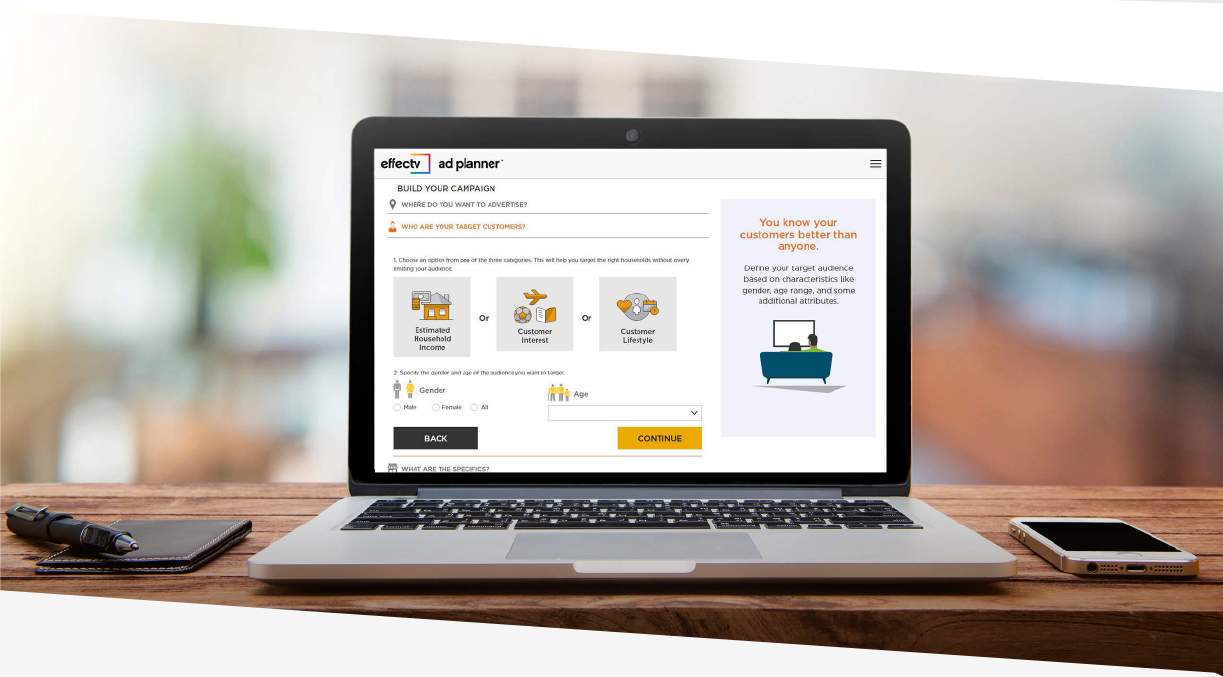 effectv ad planner
BUILD YOUR CAMPAIGN
WHERE DO YOU WANT TO ADVERTISE?
WHO ARE YOUR TARGET CUSTOMERS?
1. Choose an option from one of the three categories. This will help you target the right households without overly
limiting your audience.
Estimated
Household
Income
Or
Customer
Interest
Or
Customer
Lifestyle
2. Specify the gender and age of the audience you want to target.
Gender
Male
Female
All
Age
BACK
CONTINUE
WHAT ARE THE SPECIFICS?
You know your
customers better than
anyone.
Define your target audience
based on characteristics like
gender, age range, and some
additional attributes.